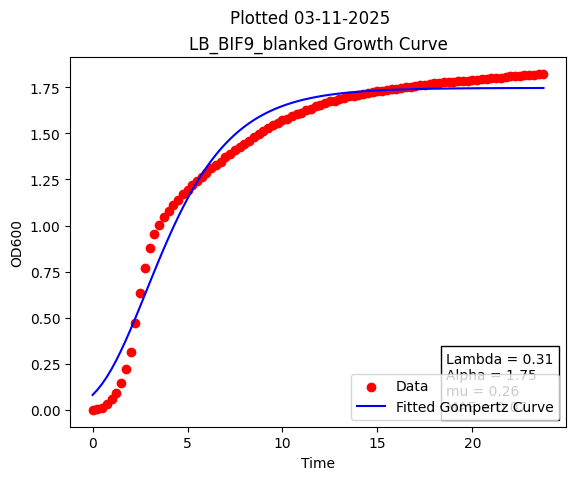 Plotted 03-11-2025
LB_BIF9_blanked Growth Curve
OD600
1.75
1.50
1.25
1.00
0.75
0.50
0.25
0.00
0
5
10
15
20
Time
Lambda = 0.31
Alpha = 1.75
mu = 0.26
Data
Fitted Gompertz Curve